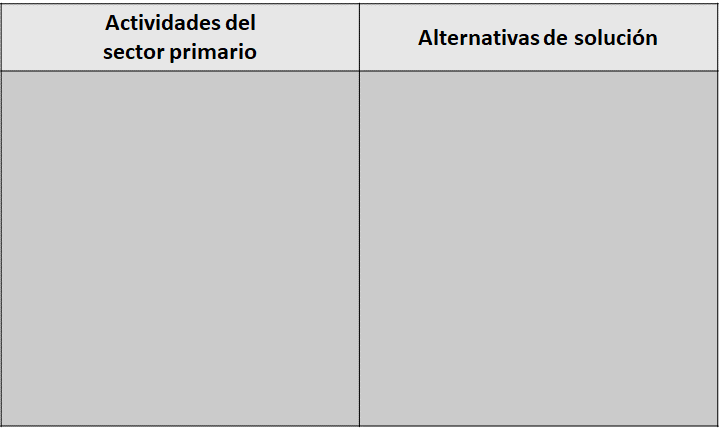 Actividades del
sector primario
Alternativas de solución